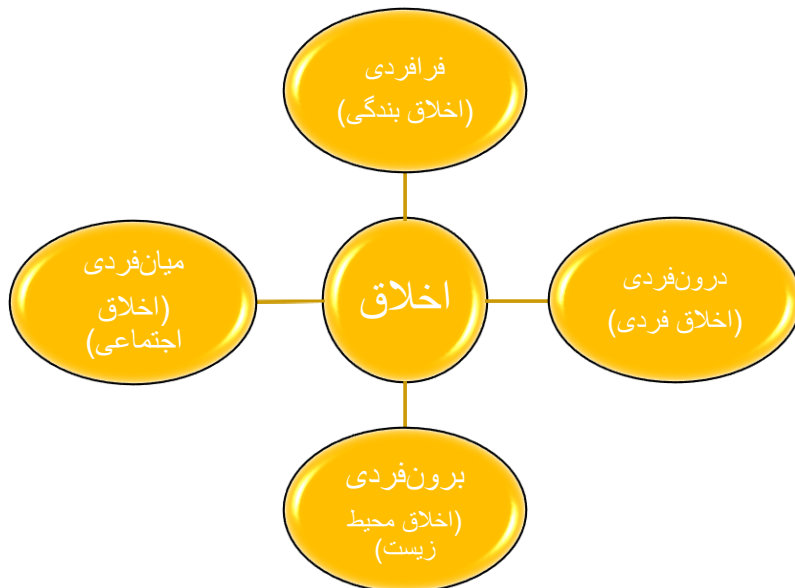 فرافردی
(اخلاق بندگی)
درون‌فردی
(اخلاق فردی)
اخلاق
میان‌فردی
(اخلاق
اجتماعی)
برون‌فردی
(اخلاق محیط
زیست)